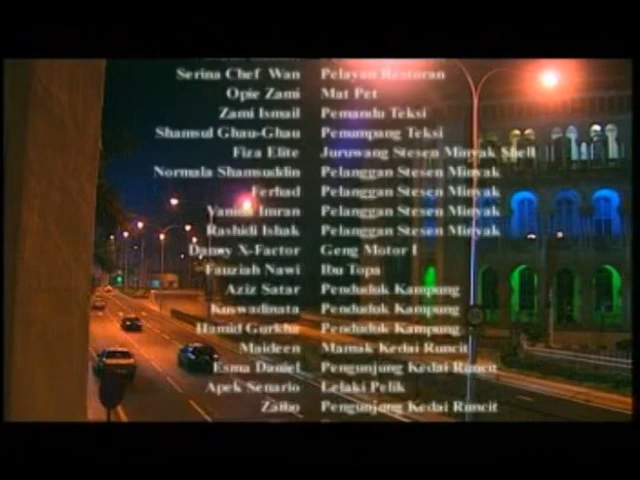 Serina Chef Wan Pelayan Restoran
Opie Zami Mat Pet
Zami Ismail Pemandu Teksi
Shamsul Ghau-Ghau Penumpang Teksi
Fiza Elite Juruwang Stesen Minyak Shell
Normala Shamsuddin Pelanggan Stesen Minyak
Ferhad Pelanggan Stesen Minyak
Yaniea Imran Pelanggan Stesen Minyak
Rashidi Ishak Pelanggan Stesen Minyak
Danny X-Factor Geng Motor I
Fauziah Nawi Ibu Topa
Aziz Satar Penduduk Kampung
Kuswadinata Penduduk Kampung
Hamid Gurkha Penduduk Kampung
Maideen Mamak Kedai Runcit
Esma Daniel Pengunjung Kedai Runcit
Apek Senario Lelaki Pelik
Zaibo Pengunjung Kedai Runcit